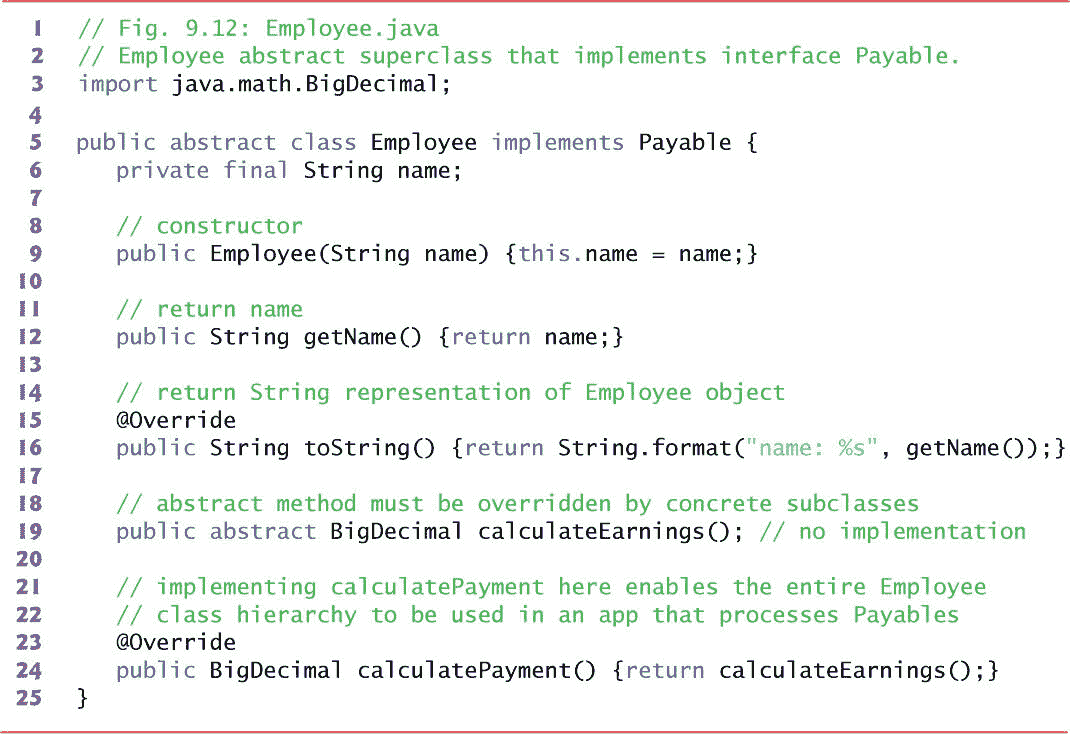 1 // Fig. 9.12: Employee.java
2 // Employee abstract superclass that implements interface Payable.
3 import java.math.BigDecimal;
4
5 public abstract class Employee implements Payable {
6 private final String name;
7
8 // constructor
9 public Employee(String name) {this.name = name;}
10
11 // return name
12 public String getName() {return name;}
13
14 // return String representation of Employee object
15 @Override
16 public String toString() {return String.format("name: %s", getName());}
17
18 // abstract method must be overridden by concrete subclasses
19 public abstract BigDecimal calculateEarnings(); // no implementation
20
21 // implementing calculatePayment here enables the entire Employee
22 // class hierarchy to be used in an app that processes Payables
23 @Override
24 public BigDecimal calculatePayment() {return calculateEarnings();}
25 }